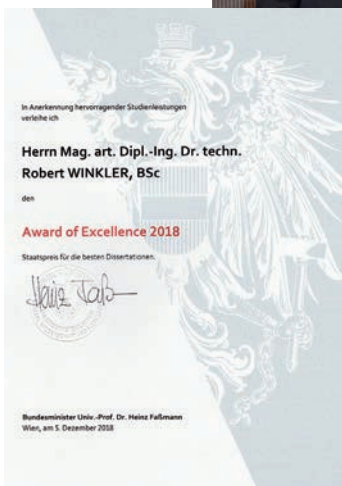 In Anerkennung hervorragender Studienleistungen
verleihe ich
Herrn Mag. art. Dipl.-Ing. Dr. techn.
Robert WINKLER, BSc
den
Award of Excellence 2018
Staatspreis für die besten Dissertationen.
Bundesminister Univ.-Prof. Dr. Heinz Faßmann
Wien, am 5. Dezember 2018